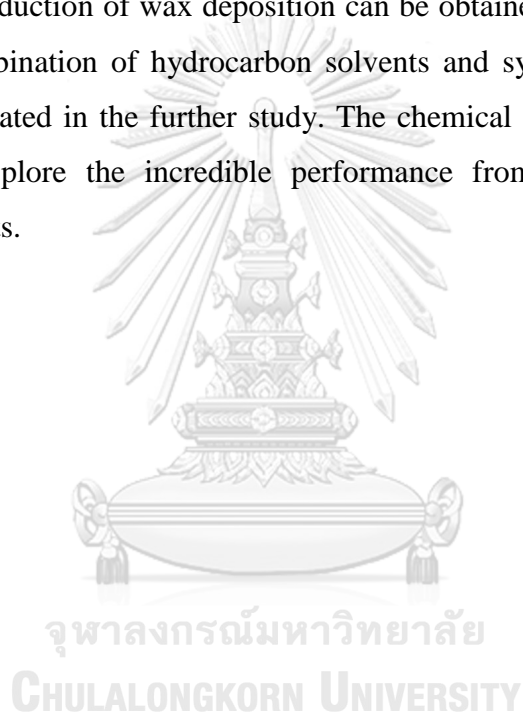 duction of wax deposition can be obtaine
bination of hydrocarbon solvents and sy
ated in the further study. The chemical
plore the incredible performance from
s.
จุฬาลงกรณ์มหาวิทยาลัย
CHULALONGKORN UNIVERSITY